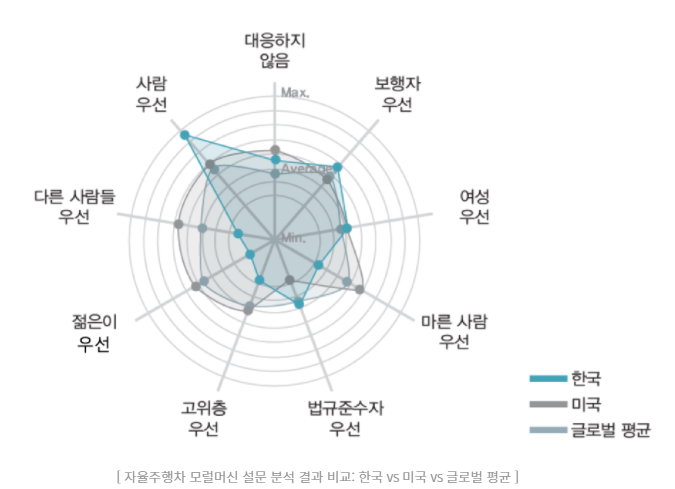 대응하지
않음
사람
우선
보행자
우선
Max.
Average
다른 사람들
우선
여성
우선
Min.
젊은이
우선
마른 사람
우선
고위층
우선
법규준수자
우선
한국
미국
글로벌 평균
[ 자율주행차 모럴머신 설문 분석 결과 비교: 한국 vs 미국 vs 글로벌 평균 ]